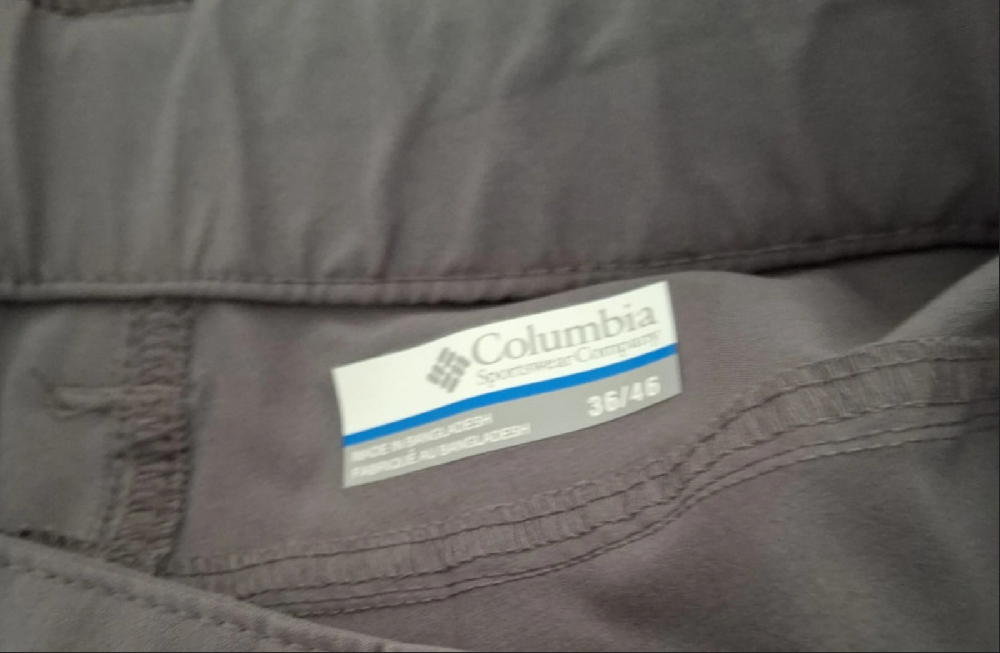 Columbia
Sportswear Company
36/46
MADE IN BANGLADESH
FABRIQUÉ AU BANGLADESH